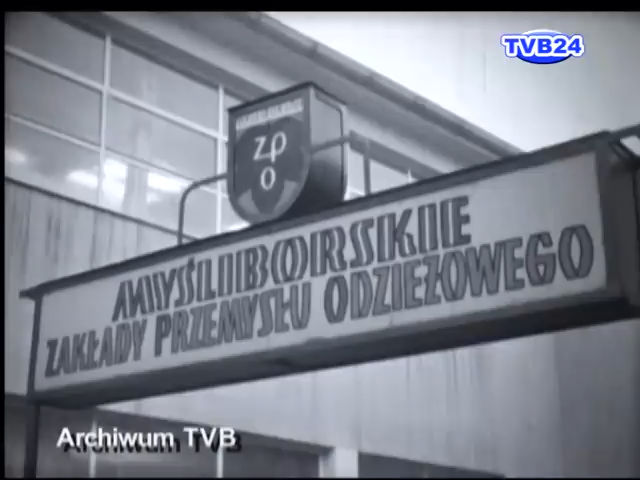 TVB24
zpo
MYŚLIBORSKIE
ZAKŁADY PRZEMYSŁU ODZIEŻOWEGO
Archiwum TVB